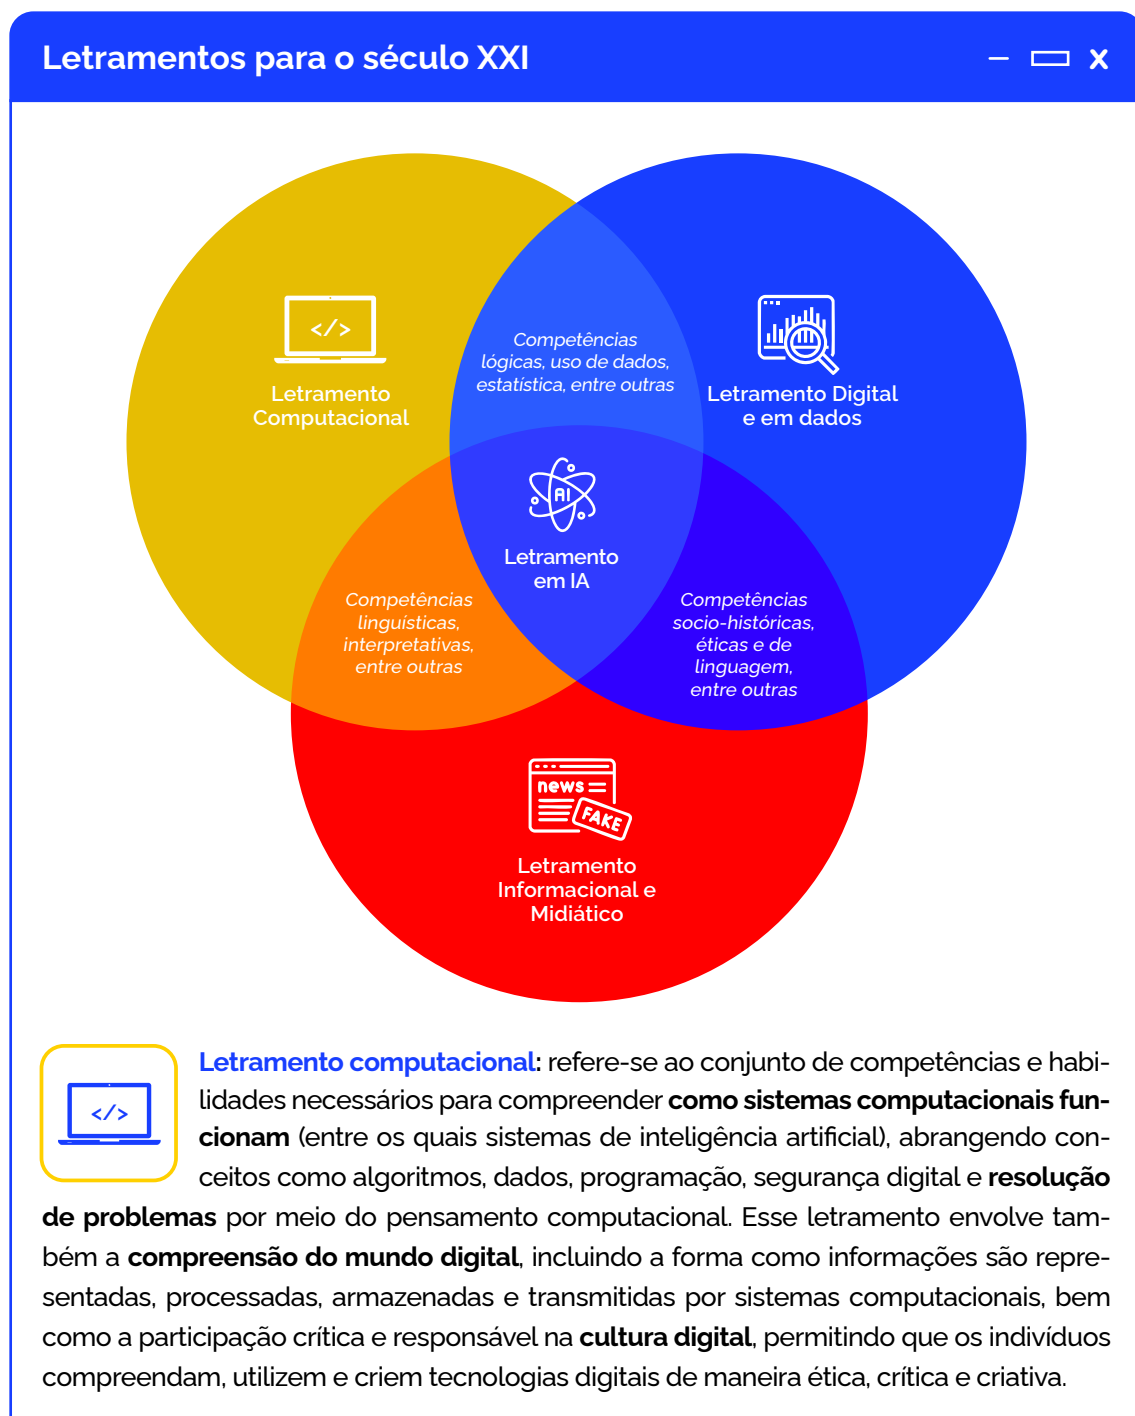 Letramentos para o século XXI
</>
Letramento
Computacional
Competências
lógicas, uso de dados,
estatística, entre outras
Letramento Digital
e em dados
AI
Letramento
em IA
Competências
linguísticas,
interpretativas,
entre outras
Competências
socio-históricas,
éticas e de
linguagem,
entre outras
news
FAKE
Letramento
Informacional e
Midiático
</>
Letramento computacional: refere-se ao conjunto de competências e habi-
lidades necessários para compreender como sistemas computacionais fun-
cionam (entre os quais sistemas de inteligência artificial), abrangendo con-
ceitos como algoritmos, dados, programação, segurança digital e resolução
de problemas por meio do pensamento computacional. Esse letramento envolve tam-
bém a compreensão do mundo digital, incluindo a forma como informações são repre-
sentadas, processadas, armazenadas e transmitidas por sistemas computacionais, bem
como a participação crítica e responsável na cultura digital, permitindo que os indivíduos
compreendam, utilizem e criem tecnologias digitais de maneira ética, crítica e criativa.